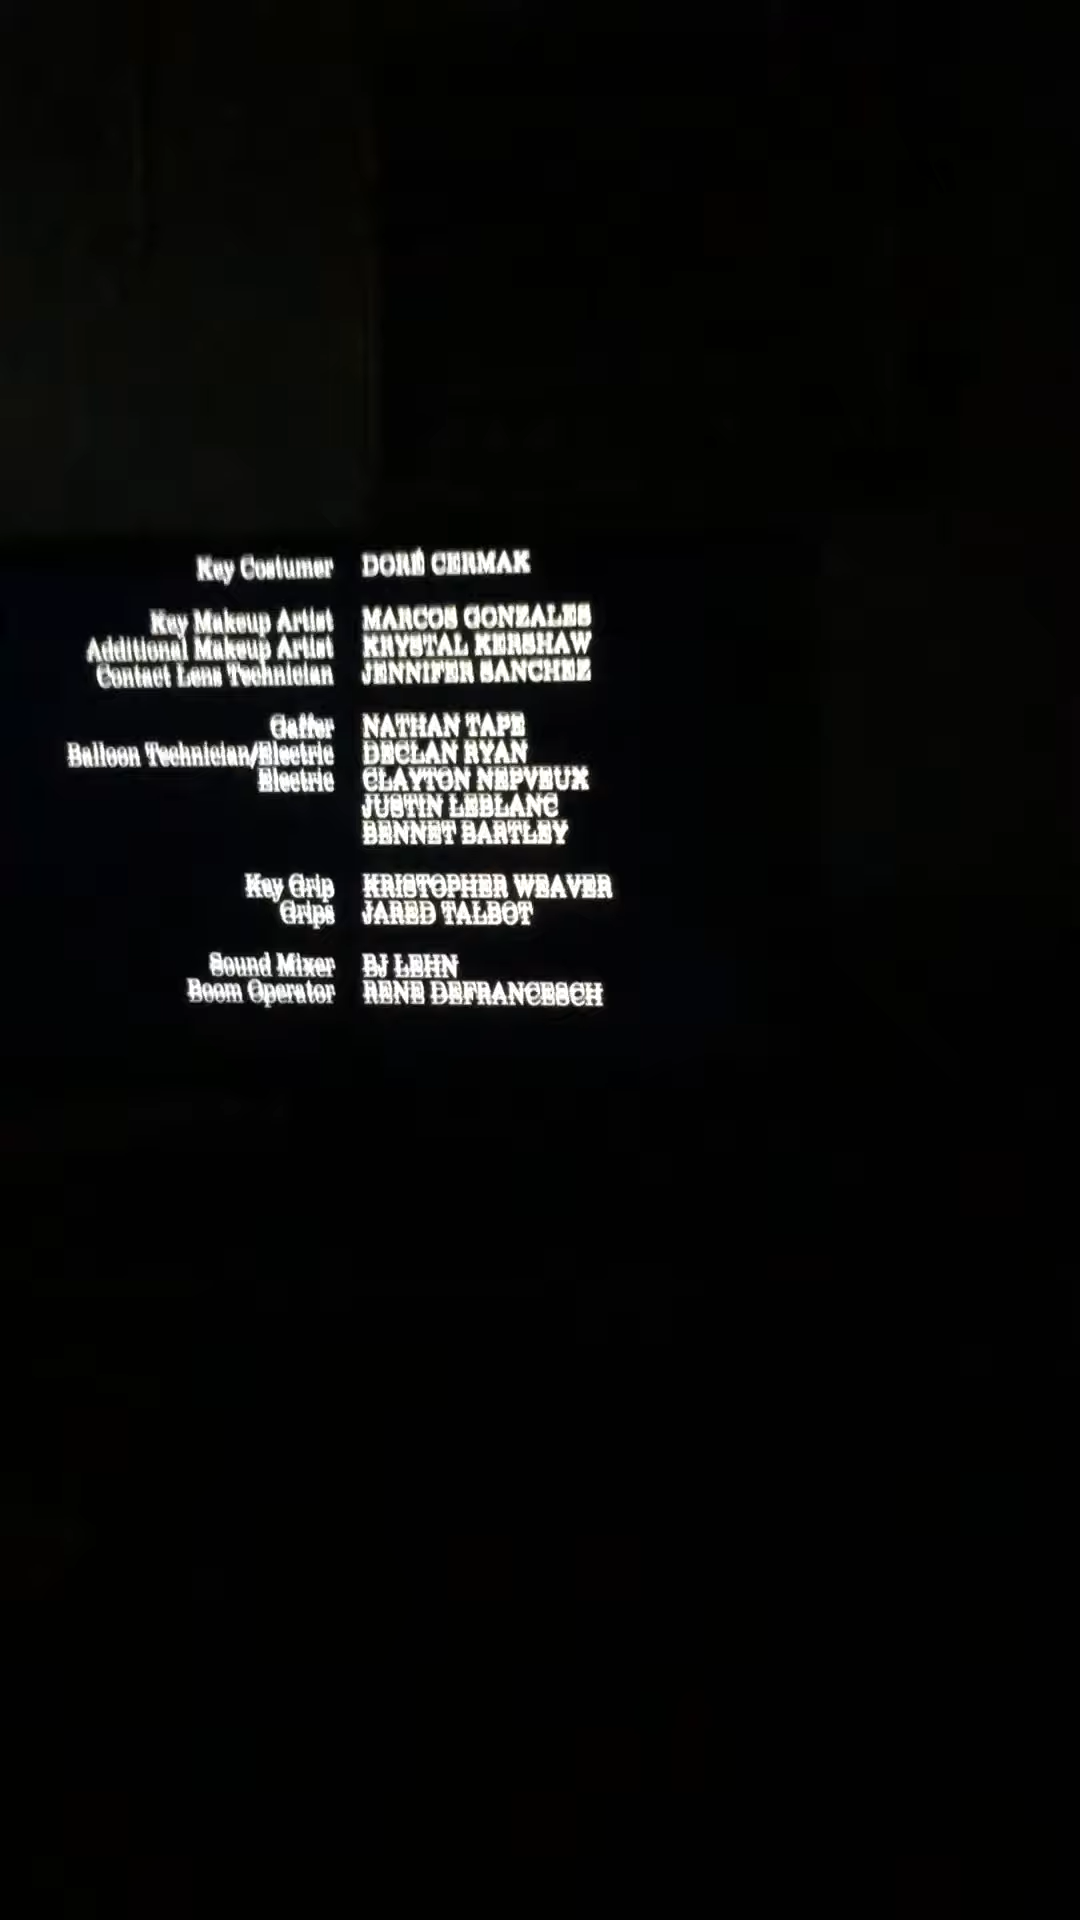 Key Costumer DORÉ CERMAK
Key Makeup Artist MARCOS GONZALES
Additional Makeup Artist KRYSTAL KERSHAW
Contact Lens Technician JENNIFER SANCHEZ
Gaffer NATHAN TAPE
Balloon Technician/Electric DECLAN RYAN
Electric CLAYTON NEPVEUX
JUSTIN LEBLANC
BENNET BARTLEY
Key Grip KRISTOPHER WEAVER
Grips JARED TALBOT
Sound Mixer BJ LEHN
Boom Operator RENE DEFRANCESCH